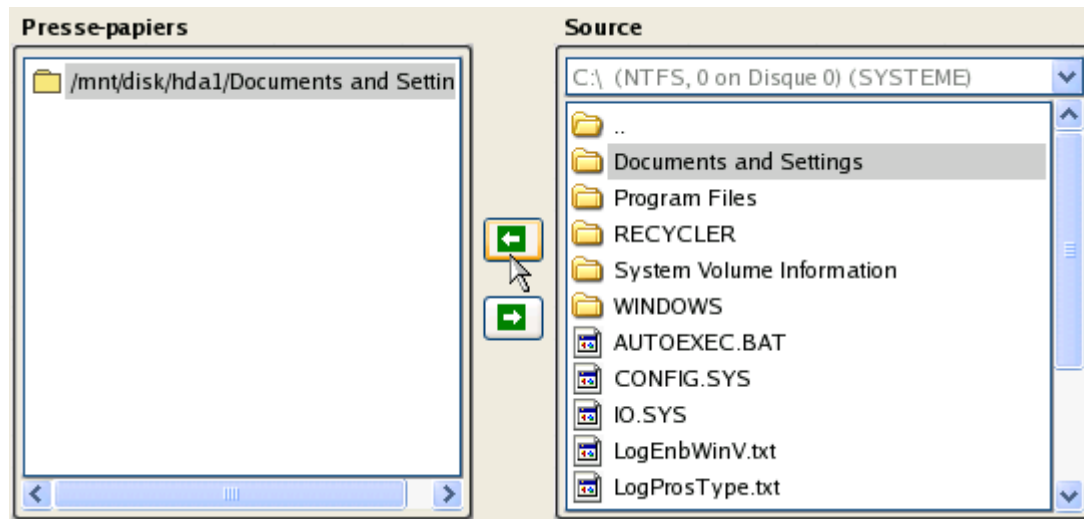 Presse-papiers
/mnt/disk/hda1/Documents and Settin
Source
C:\ (NTFS, 0 on Disque 0) (SYSTEME)
..
Documents and Settings
Program Files
RECYCLER
System Volume Information
WINDOWS
AUTOEXEC.BAT
CONFIG.SYS
IO.SYS
LogEnbWinV.txt
LogProsType.txt